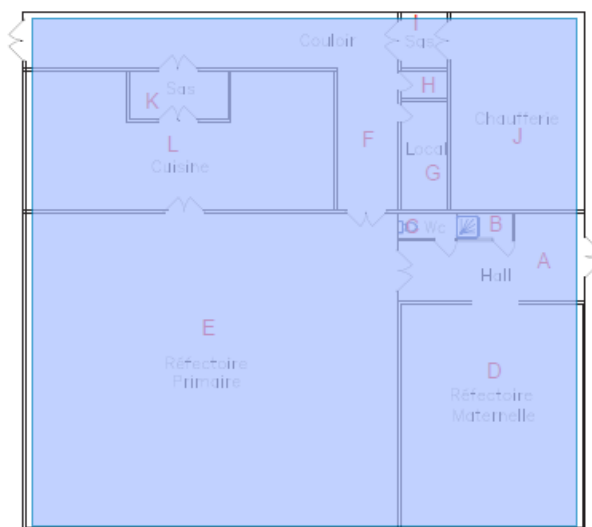 I
Couloir
Sas
Sas
H
K
Chaufferie
F
J
L
Local
Cuisine
G
C
Wc
B
A
Hall
E
D
Réfectoire
Primaire
Réfectoire
Maternelle